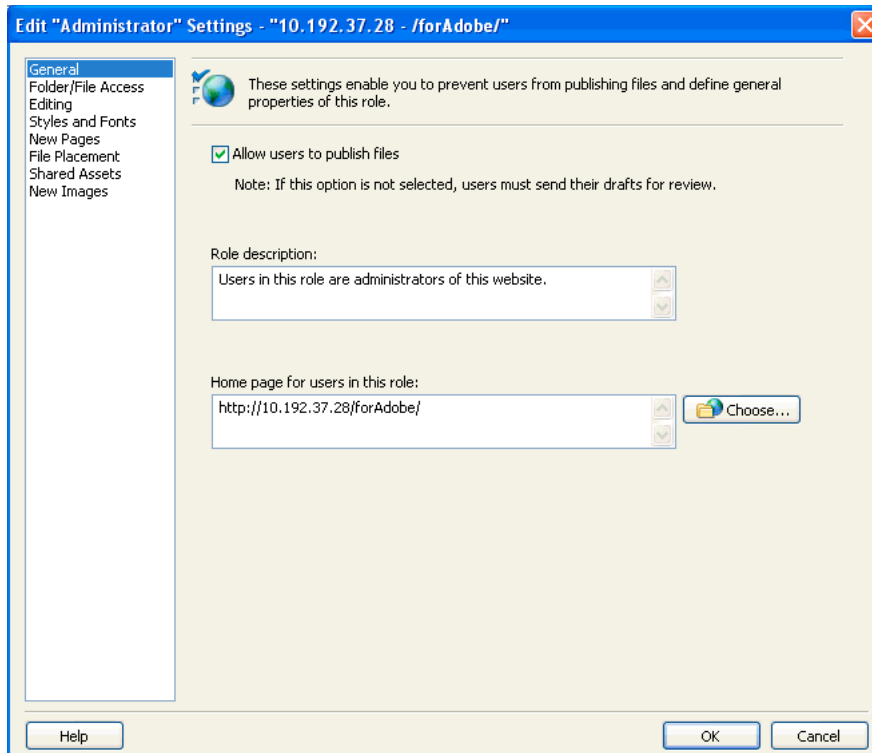 Edit "Administrator" Settings - "10.192.37.28 - /forAdobe/"
General
Folder/File Access
Editing
Styles and Fonts
New Pages
File Placement
Shared Assets
New Images
These settings enable you to prevent users from publishing files and define general
properties of this role.
Allow users to publish files
Note: If this option is not selected, users must send their drafts for review.
Role description:
Users in this role are administrators of this website.
Home page for users in this role:
http://10.192.37.28/forAdobe/
Choose...
Help
OK
Cancel